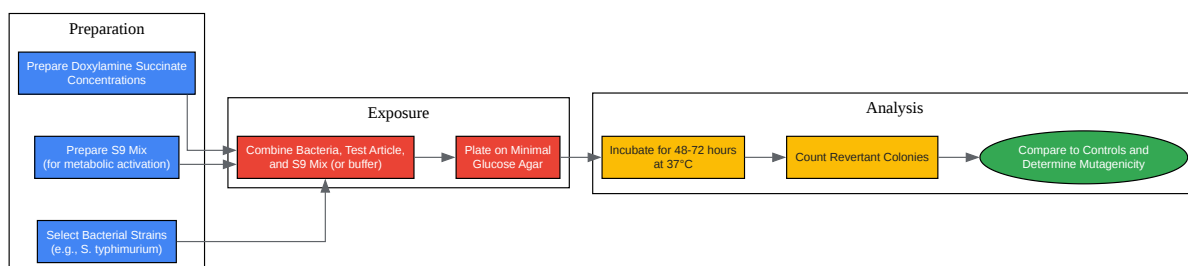 Preparation
Prepare Doxylamine Succinate
Concentrations
Prepare S9 Mix
(for metabolic activation)
Select Bacterial Strains
(e.g., S. typhimurium)
Exposure
Combine Bacteria, Test Article,
and S9 Mix (or buffer)
Plate on Minimal
Glucose Agar
Analysis
Incubate for 48-72 hours
at 37°C
Count Revertant Colonies
Compare to Controls and
Determine Mutagenicity